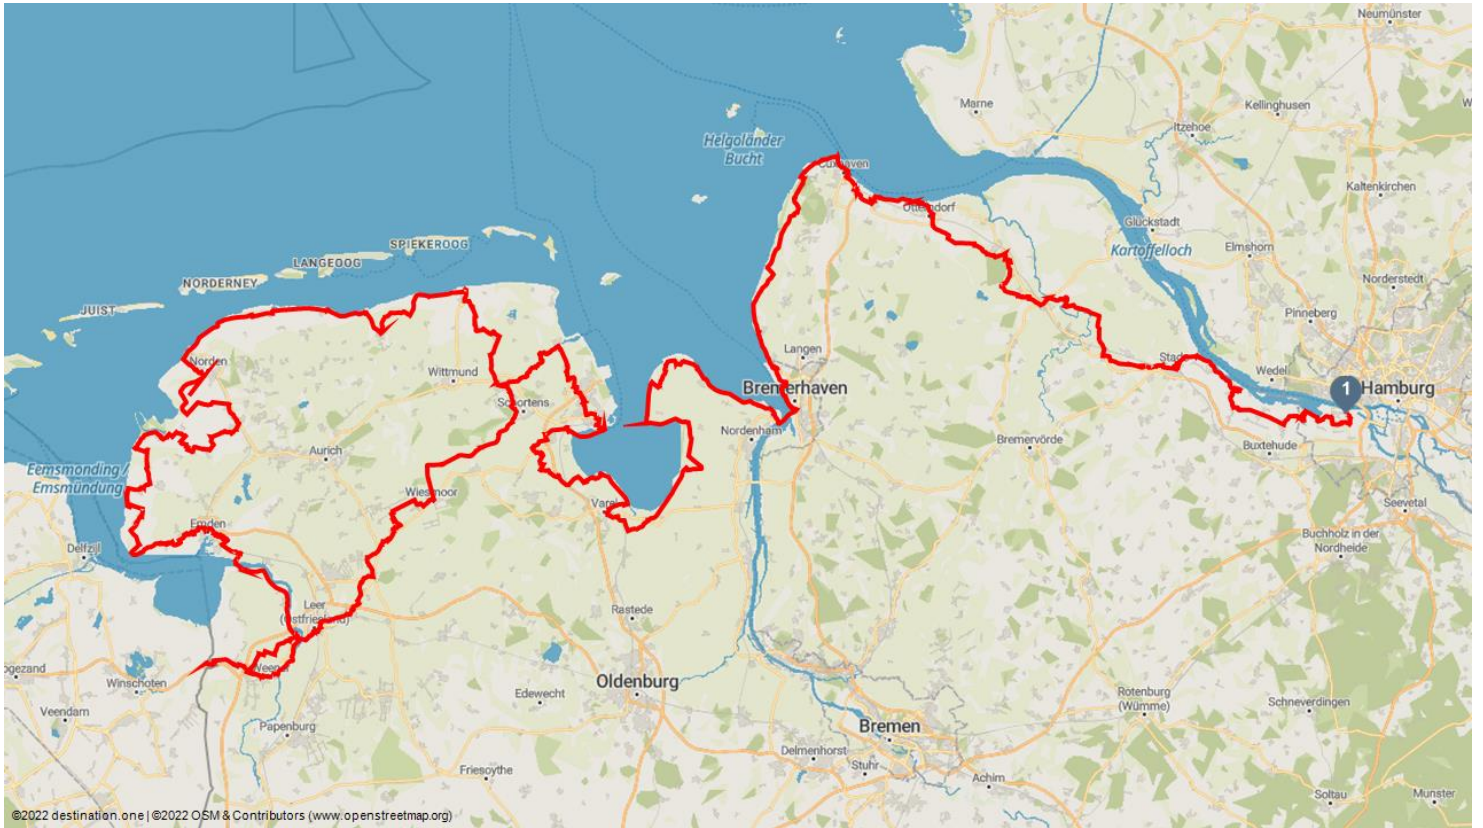 Neumünster
Marne
Kellinghusen
Itzehoe
Helgoländer
Bucht
Cuxhaven
Kaltenkirchen
Otterndorf
Glückstadt
SPIEKEROOG
Kartoffelloch
Elmshorn
LANGEOOG
NORDERNEY
Norderstedt
JUIST
Pinneberg
Langen
Norden
Wittmund
Wedel
1
Hamburg
Bremerhaven
Schortens
Nordenham
Bremervörde
Buxtehude
Aurich
Eemsmonding /
Emsmündung
Wiesmoor
Varel
Seevetal
Emden
Buchholz in der
Nordheide
Delfzijl
Leer
(Ostfriesland)
Rastede
Weener
ogezand
Winschoten
Oldenburg
Edewecht
Rotenburg
(Wümme)
Schneverdingen
Veendam
Papenburg
Bremen
Delmenhorst
Stuhr
Friesoythe
Achim
Soltau
Munster
©2022 destination.one | ©2022 OSM & Contributors (www.openstreetmap.org)